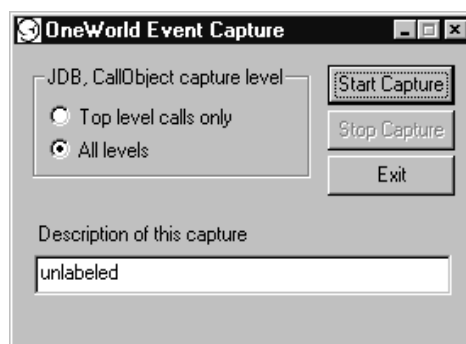 OneWorld Event Capture
JDB, CallObject capture level
Top level calls only
All levels
Start Capture
Stop Capture
Exit
Description of this capture
unlabeled